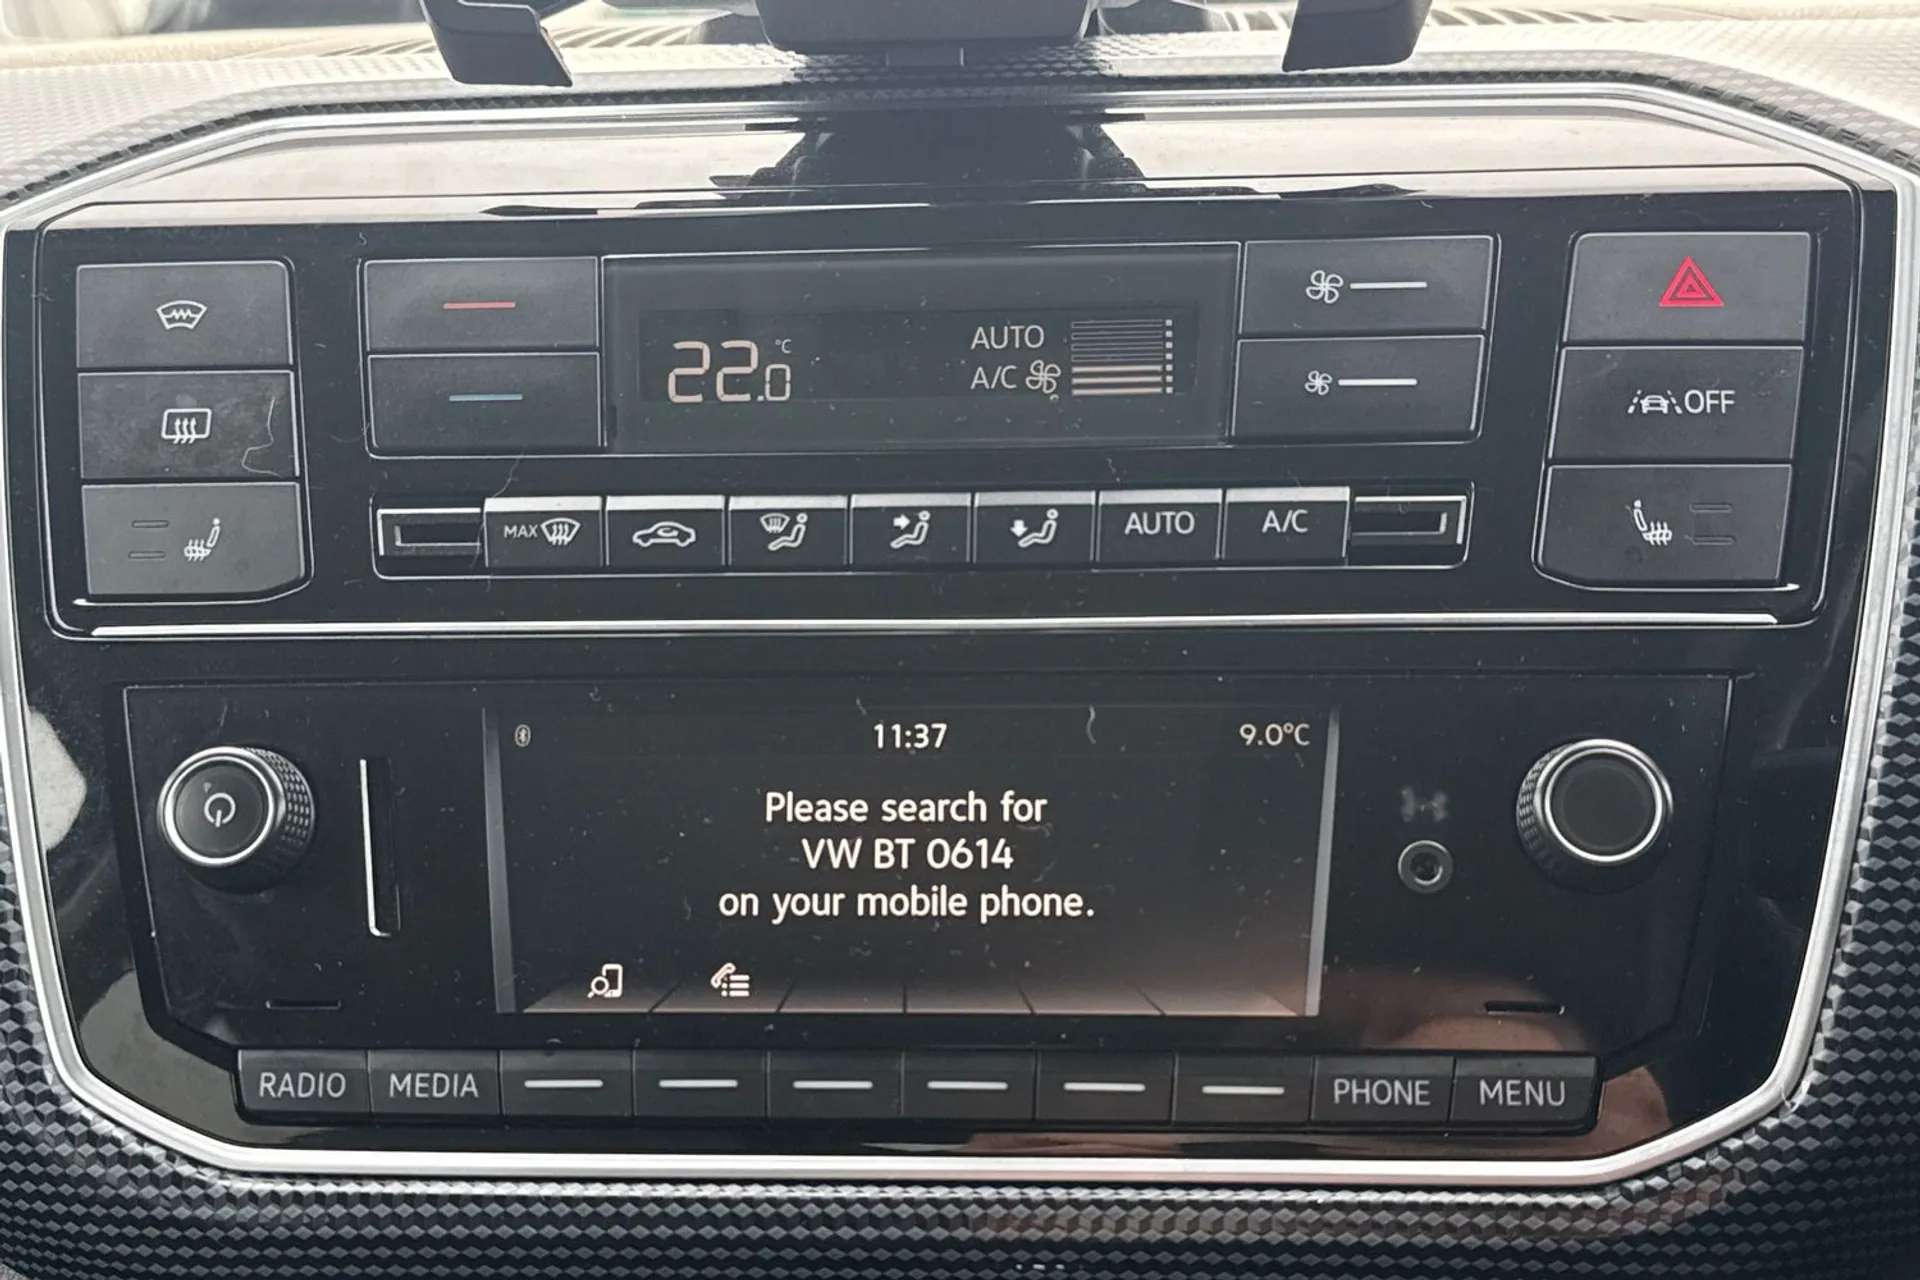 22.0 °C
AUTO
A/C
OFF
MAX
AUTO
A/C
11:37
9.0°C
Please search for
VW BT 0614
on your mobile phone.
RADIO
MEDIA
PHONE
MENU